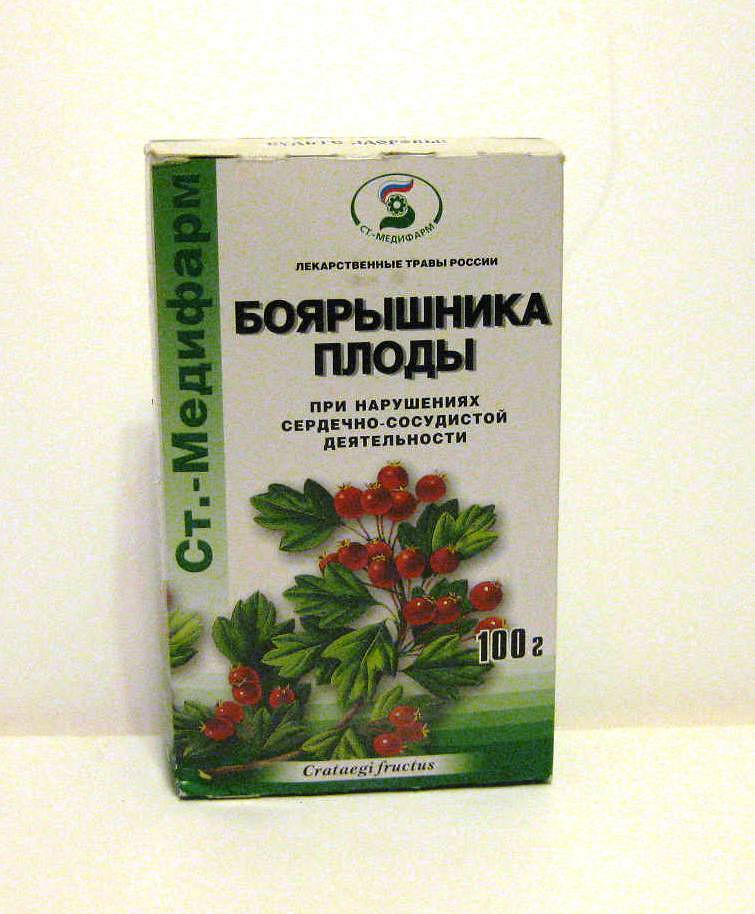 СТ.-МЕДИФАРМ
ЛЕКАРСТВЕННЫЕ ТРАВЫ РОССИИ
БОЯРЫШНИКА
ПЛОДЫ
ПРИ НАРУШЕНИЯХ
СЕРДЕЧНО-СОСУДИСТОЙ
ДЕЯТЕЛЬНОСТИ
100 г
Crataegi fructus
Ст.-Медифарм